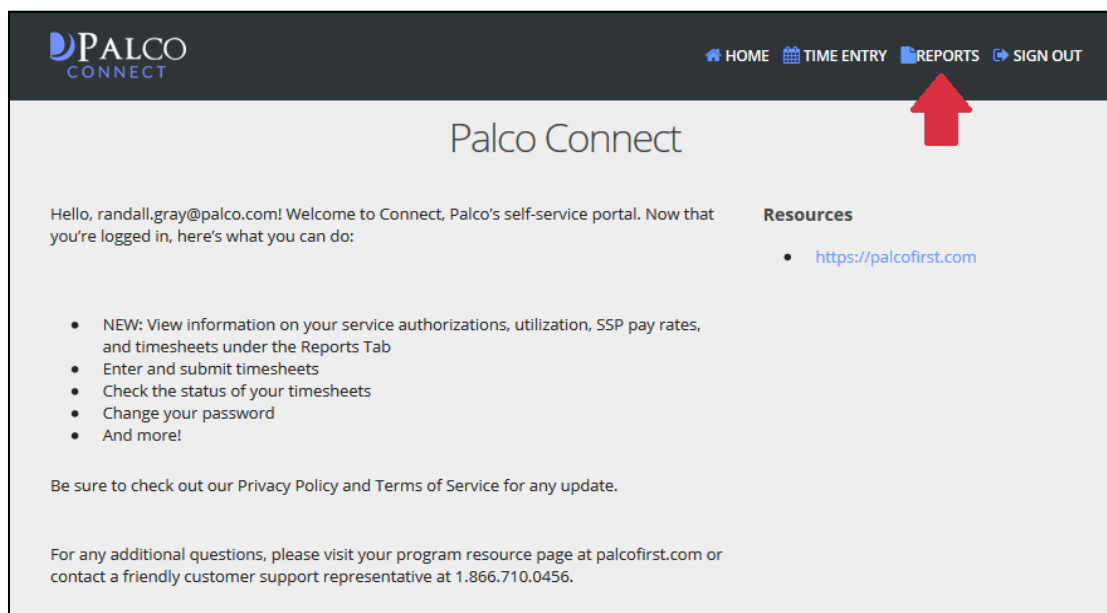 PALCO
CONNECT
HOME TIME ENTRY REPORTS SIGN OUT
Palco Connect
Hello, randall.gray@palco.com! Welcome to Connect, Palco's self-service portal. Now that
you're logged in, here's what you can do:
Resources
• https://palcofirst.com
• NEW: View information on your service authorizations, utilization, SSP pay rates,
and timesheets under the Reports Tab
• Enter and submit timesheets
• Check the status of your timesheets
• Change your password
• And more!
Be sure to check out our Privacy Policy and Terms of Service for any update.
For any additional questions, please visit your program resource page at palcofirst.com or
contact a friendly customer support representative at 1.866.710.0456.